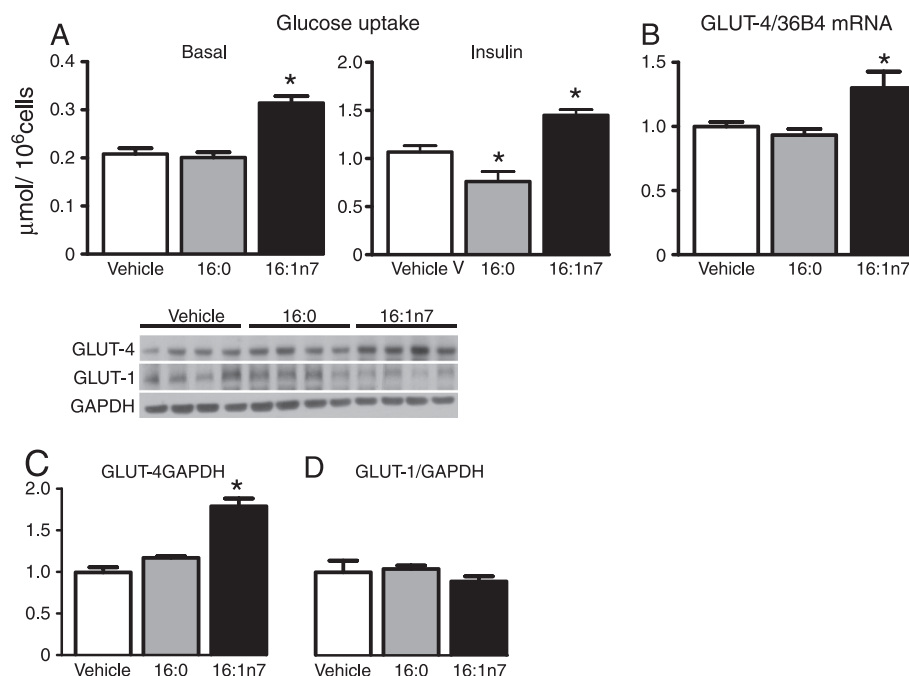 A
Glucose uptake
Basal
Insulin
μmol/ 10⁶cells
0.4
0.3
0.2
0.1
0
*
Vehicle 16:0 16:1n7
2.0
1.5
1.0
0.5
0
*
*
Vehicle V 16:0 16:1n7
B
GLUT-4/36B4 mRNA
1.5
1.0
0.5
0
*
Vehicle 16:0 16:1n7
Vehicle 16:0 16:1n7
GLUT-4
GLUT-1
GAPDH
C
GLUT-4GAPDH
2.0
1.5
1.0
0.5
0
*
Vehicle 16:0 16:1n7
D
GLUT-1/GAPDH
Vehicle 16:0 16:1n7